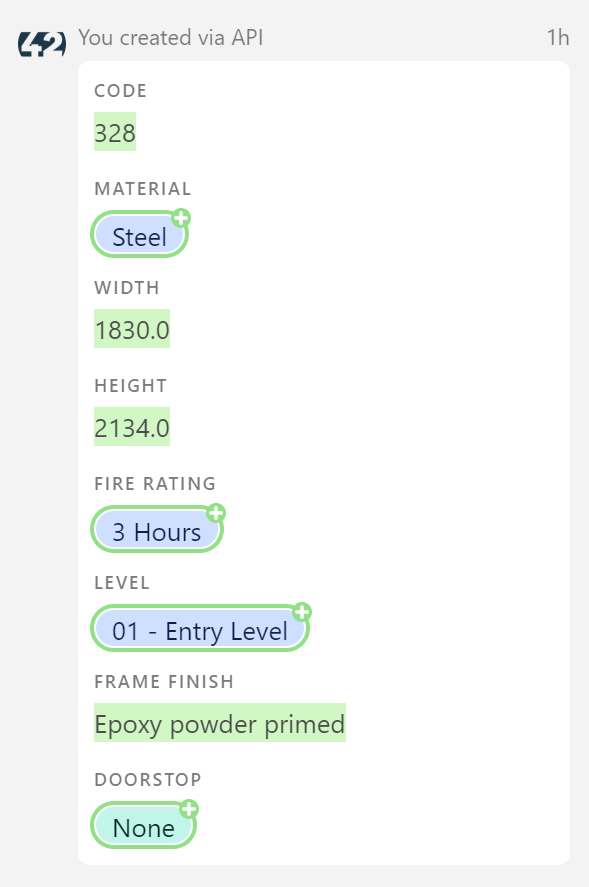 42
You created via API
1h
CODE
328
MATERIAL
Steel
WIDTH
1830.0
HEIGHT
2134.0
FIRE RATING
3 Hours
LEVEL
01 - Entry Level
FRAME FINISH
Epoxy powder primed
DOORSTOP
None